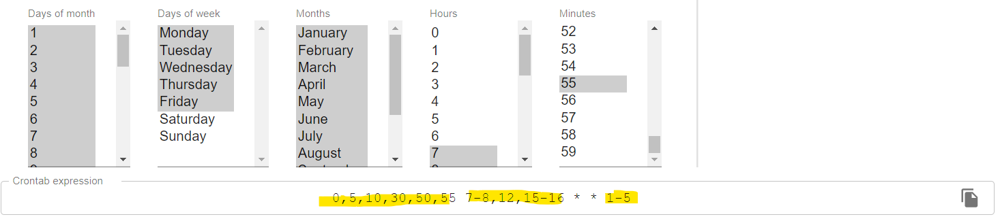 Days of month Days of week Months Hours Minutes
1 Monday January 0 52
2 Tuesday February 1 53
3 Wednesday March 2 54
4 Thursday April 3 55
5 Friday May 4 56
6 Saturday June 5 57
7 Sunday July 6 58
8 August 7 59
Crontab expression
0,5,10,30,50,55 7-8,12,15-16 * * 1-5